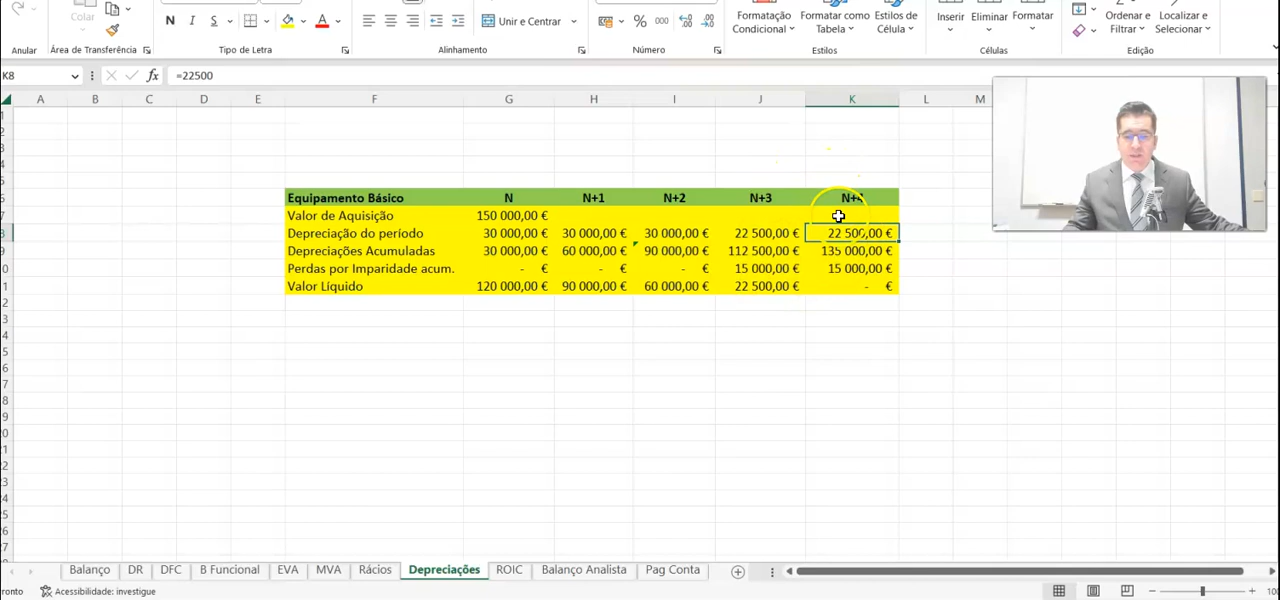 Colar
Anular
Área de Transferência
N I S A
Tipo de Letra
Unir e Centrar
Alinhamento
% 000
Número
Formatação Condicional
Formatar como Tabela
Estilos de Célula
Estilos
Inserir
Eliminar
Formatar
Células
Ordenar e Filtrar
Localizar e Selecionar
Edição
K8 fx =22500
A B C D E F G H I J K L M
Equipamento Básico N N+1 N+2 N+3 N+4
Valor de Aquisição 150 000,00 €
Depreciação do período 30 000,00 € 30 000,00 € 30 000,00 € 22 500,00 € 22 500,00 €
Depreciações Acumuladas 30 000,00 € 60 000,00 € 90 000,00 € 112 500,00 € 135 000,00 €
Perdas por Imparidade acum. - € - € - € 15 000,00 € 15 000,00 €
Valor Líquido 120 000,00 € 90 000,00 € 60 000,00 € 22 500,00 € - €
Balanço DR DFC B Funcional EVA MVA Rácios Depreciações ROIC Balanço Analista Pag Conta
ronto Acessibilidade: investigue